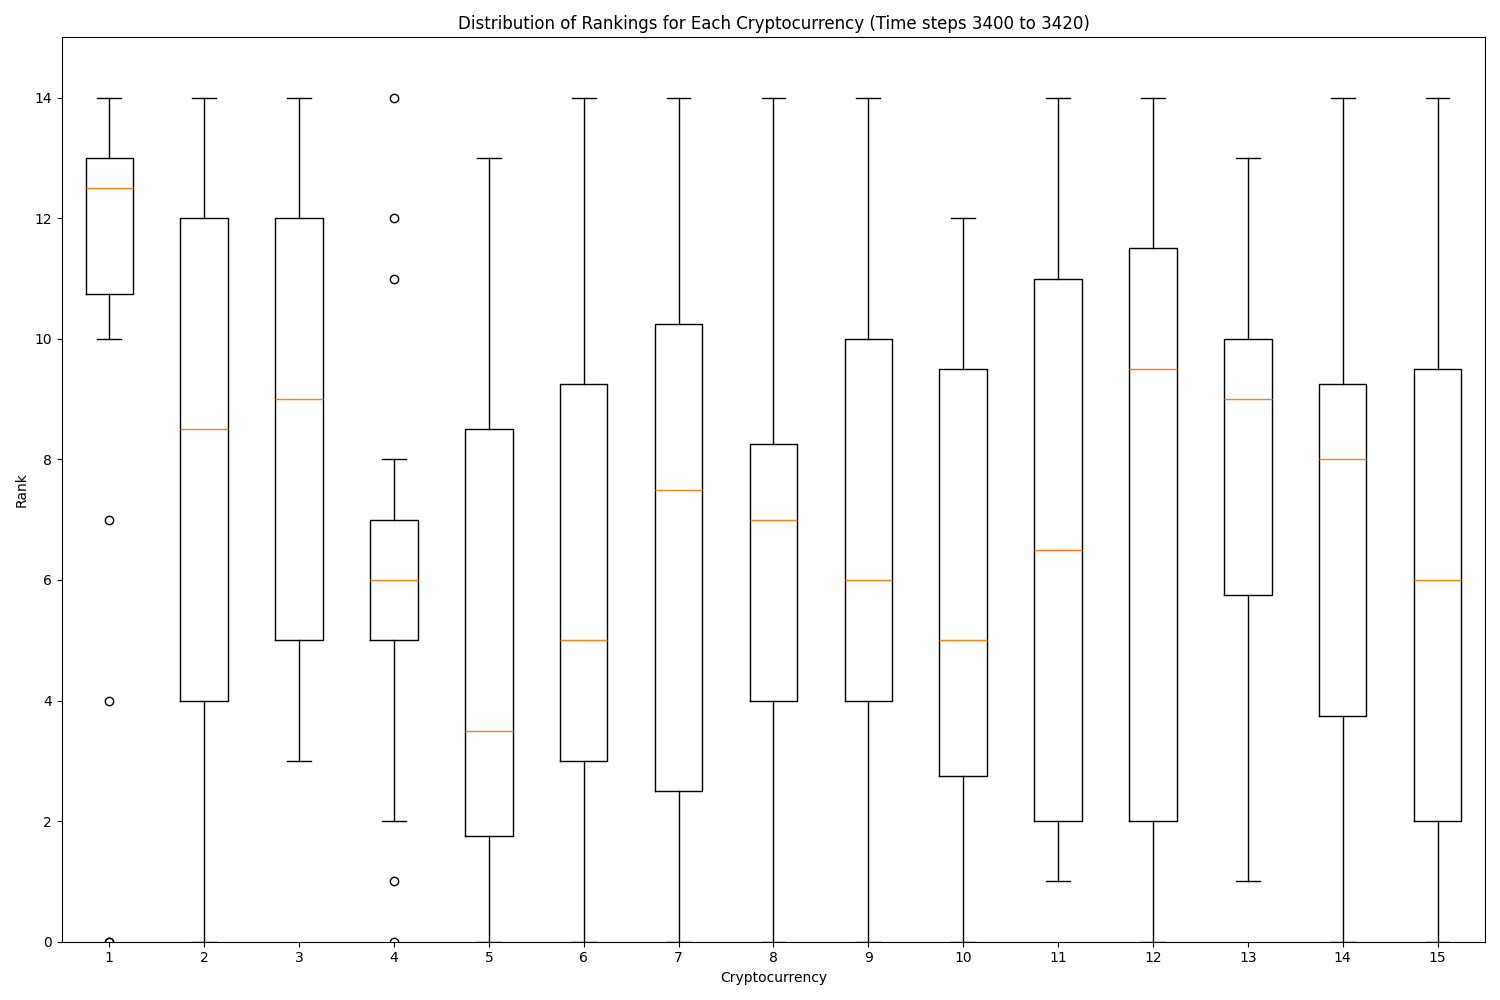 Distribution of Rankings for Each Cryptocurrency (Time steps 3400 to 3420)
14
12
10
8
6
4
2
0
Rank
1 2 3 4 5 6 7 8 9 10 11 12 13 14 15
Cryptocurrency